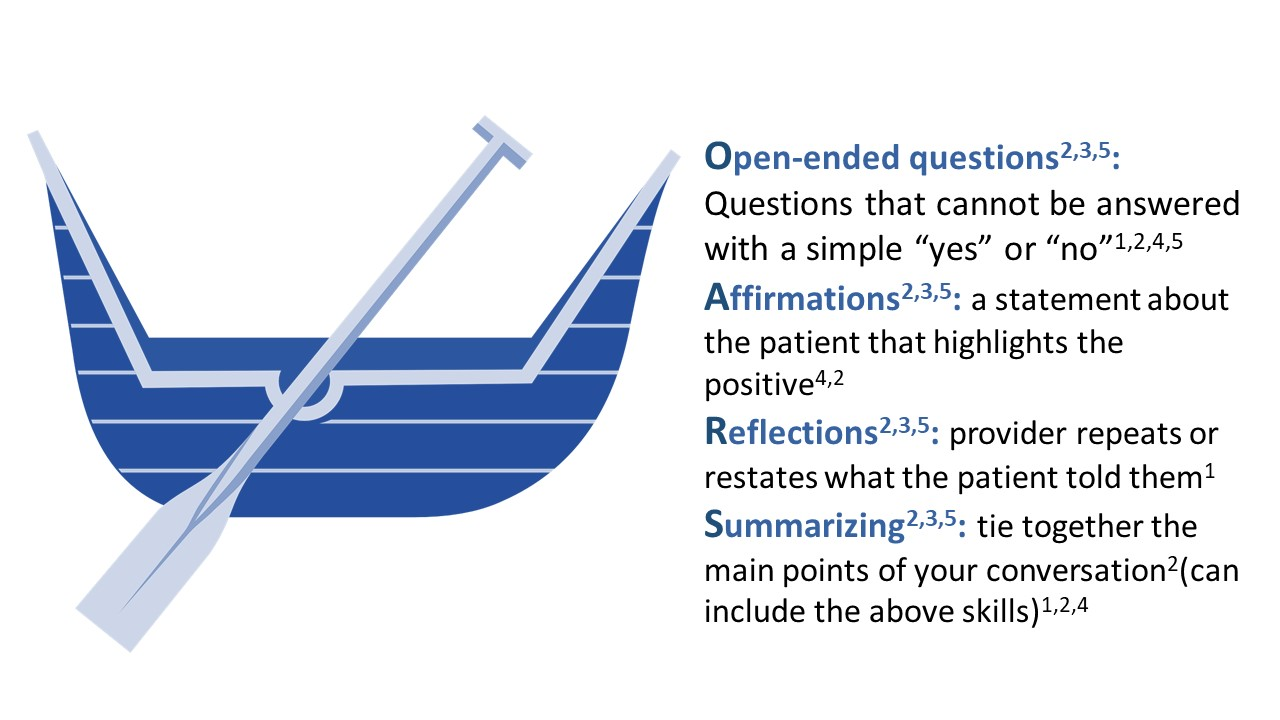 Open-ended questions2,3,5:
Questions that cannot be answered
with a simple “yes” or “no”1,2,4,5
Affirmations2,3,5: a statement about
the patient that highlights the
positive4,2
Reflections2,3,5: provider repeats or
restates what the patient told them1
Summarizing2,3,5: tie together the
main points of your conversation2(can
include the above skills)1,2,4